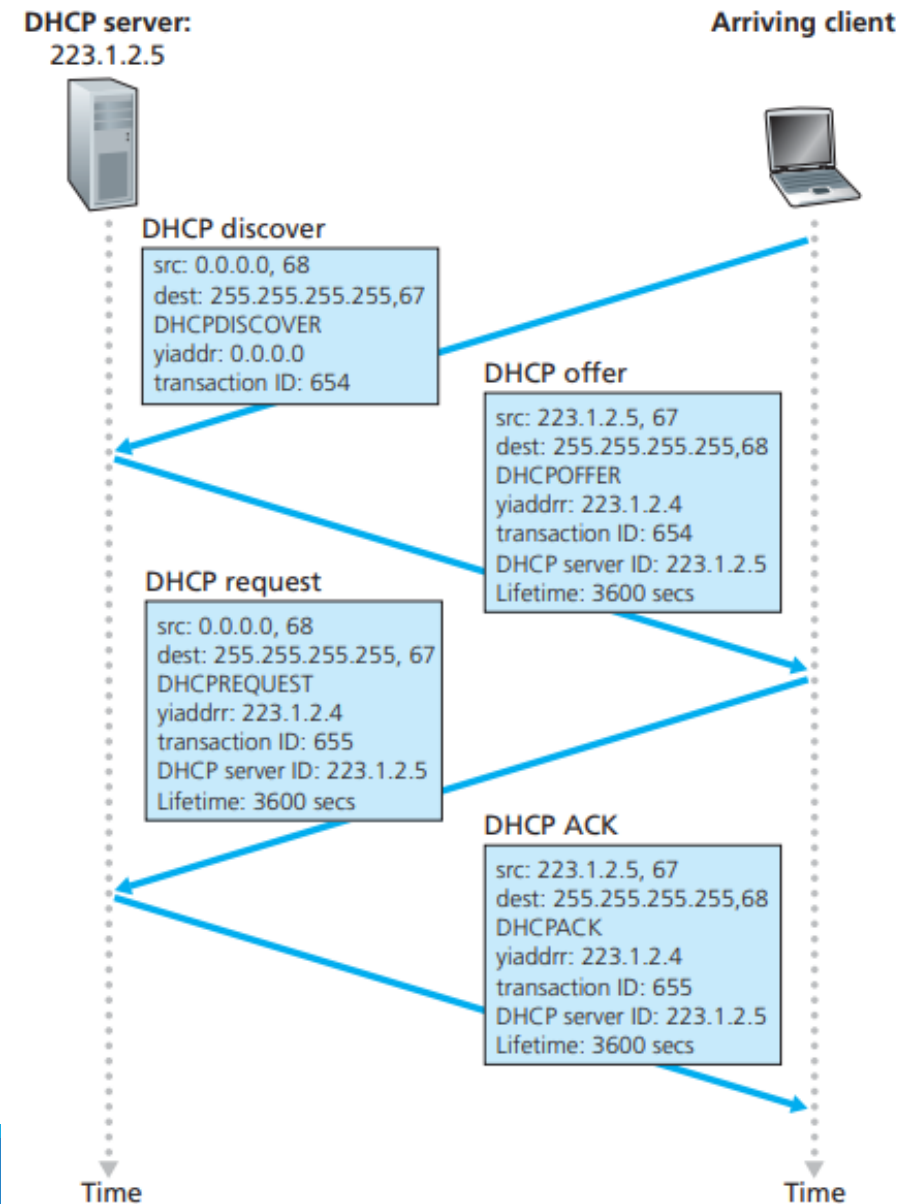 DHCP server:
223.1.2.5
Arriving client
DHCP discover
src: 0.0.0.0, 68
dest: 255.255.255.255,67
DHCPDISCOVER
yiaddr: 0.0.0.0
transaction ID: 654
DHCP offer
src: 223.1.2.5, 67
dest: 255.255.255.255,68
DHCPOFFER
yiaddrr: 223.1.2.4
transaction ID: 654
DHCP server ID: 223.1.2.5
Lifetime: 3600 secs
DHCP request
src: 0.0.0.0, 68
dest: 255.255.255.255, 67
DHCPREQUEST
yiaddrr: 223.1.2.4
transaction ID: 655
DHCP server ID: 223.1.2.5
Lifetime: 3600 secs
DHCP ACK
src: 223.1.2.5, 67
dest: 255.255.255.255,68
DHCPACK
yiaddrr: 223.1.2.4
transaction ID: 655
DHCP server ID: 223.1.2.5
Lifetime: 3600 secs
Time
Time